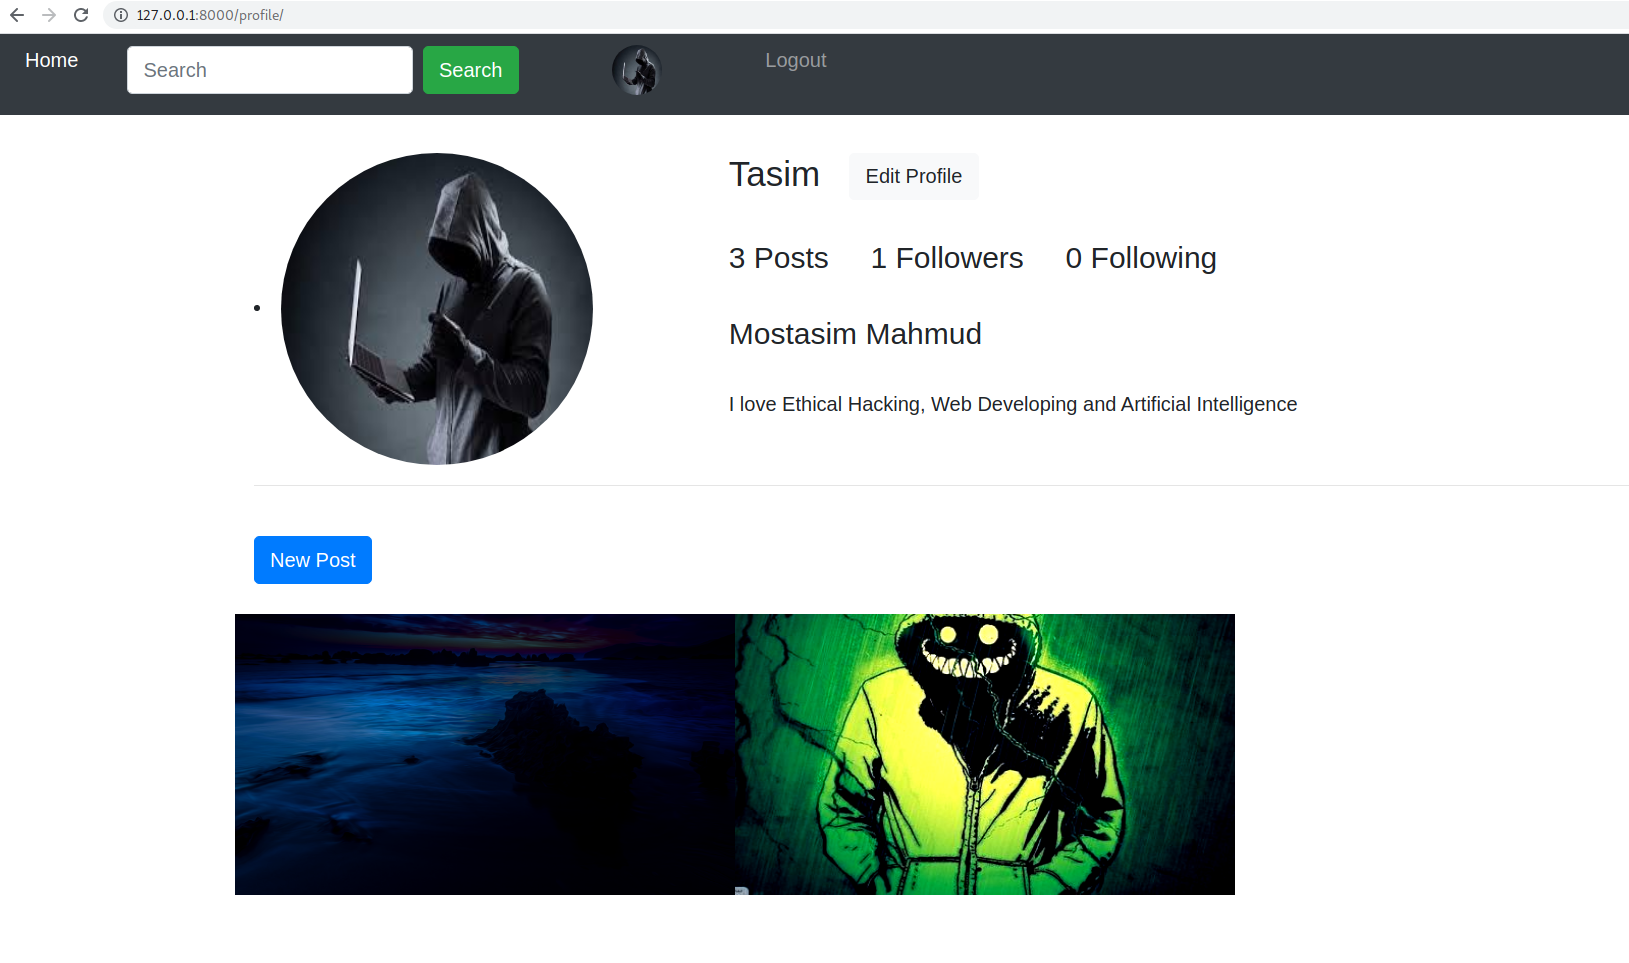 127.0.0.1:8000/profile/
Home Search Search Logout
Tasim Edit Profile
3 Posts 1 Followers 0 Following
Mostasim Mahmud
I love Ethical Hacking, Web Developing and Artificial Intelligence
New Post